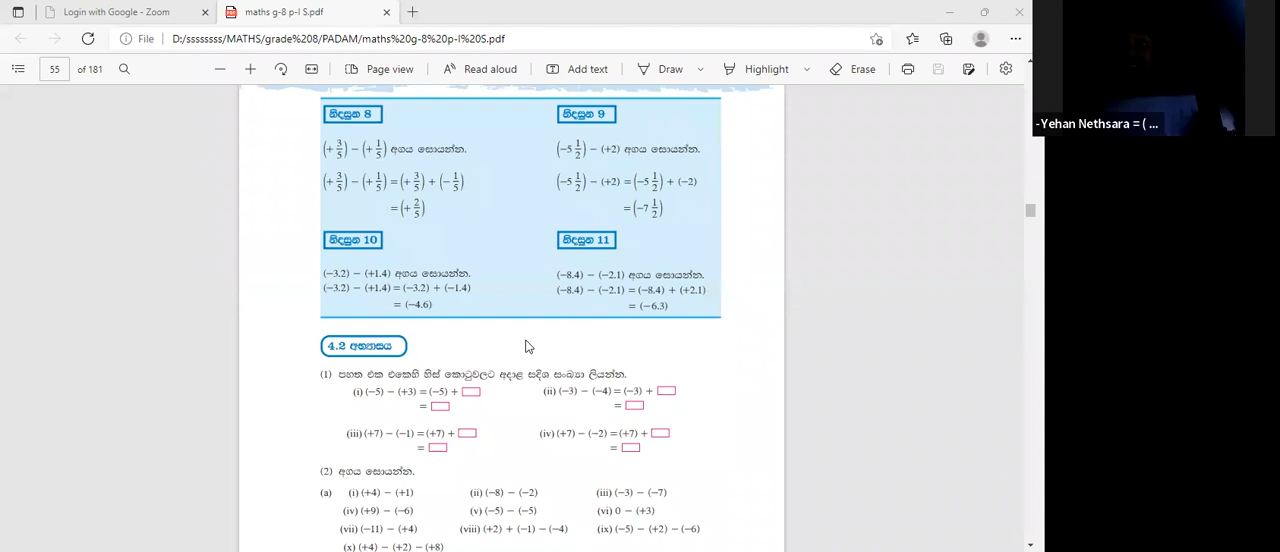 Login with Google - Zoom
maths g-8 p-I S.pdf
File
D:/ssssssss/MATHS/grade%208/PADAM/maths%20g-8%20p-I%20S.pdf
55 of 181
Page view
Read aloud
Add text
Draw
Highlight
Erase
-Yehan Nethsara = ( ...
නිදසුන 8
(+3/5) − (+1/5) අගය සොයන්න.
(+3/5) − (+1/5) = (+3/5) + (−1/5)
= (+2/5)
නිදසුන 9
(−5 1/2) − (+2) අගය සොයන්න.
(−5 1/2) − (+2) = (−5 1/2) + (−2)
= (−7 1/2)
නිදසුන 10
(−3.2) − (+1.4) අගය සොයන්න.
(−3.2) − (+1.4) = (−3.2) + (−1.4)
= (−4.6)
නිදසුන 11
(−8.4) − (−2.1) අගය සොයන්න.
(−8.4) − (−2.1) = (−8.4) + (+2.1)
= (−6.3)
4.2 අභ්‍යාසය
(1) පහත එක එකෙහි හිස් කොටුවලට අදාළ සදිශ සංඛ්‍යා ලියන්න.
(i) (−5) − (+3) = (−5) +
=
(ii) (−3) − (−4) = (−3) +
=
(iii) (+7) − (−1) = (+7) +
=
(iv) (+7) − (−2) = (+7) +
=
(2) අගය සොයන්න.
(a) (i) (+4) − (+1) (ii) (−8) − (−2) (iii) (−3) − (−7)
(iv) (+9) − (−6) (v) (−5) − (−5) (vi) 0 − (+3)
(vii) (−11) − (+4) (viii) (+2) + (−1) − (−4) (ix) (−5) − (+2) − (−6)
(x) (+4) − (−2) − (+8)